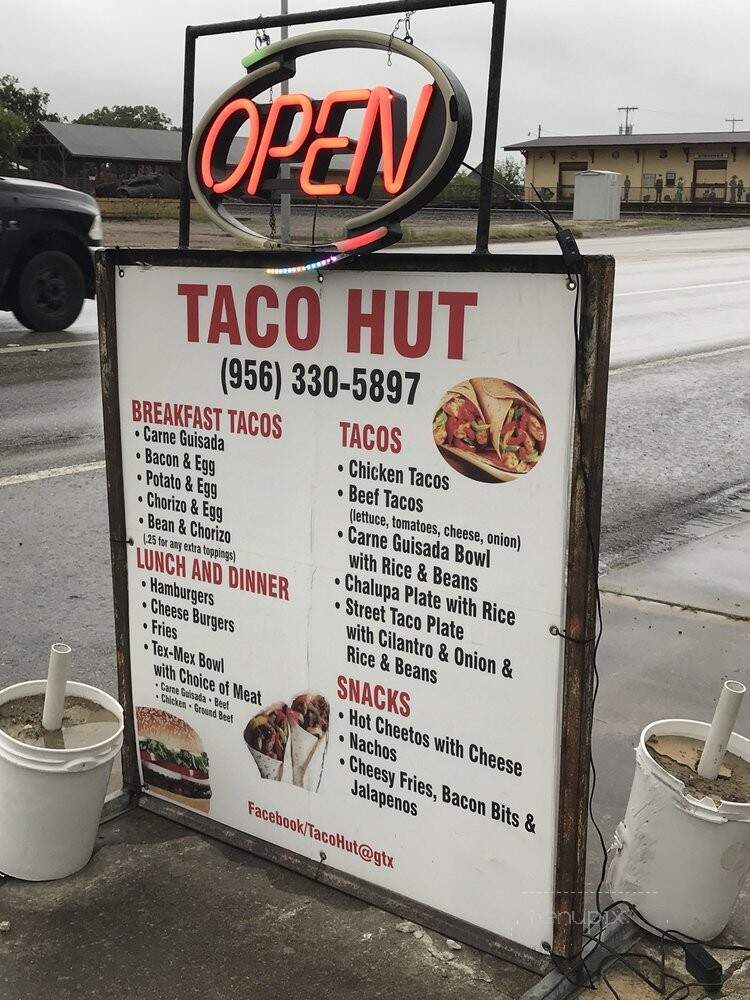 OPEN
TACO HUT
(956) 330-5897
BREAKFAST TACOS
• Carne Guisada
• Bacon & Egg
• Potato & Egg
• Chorizo & Egg
• Bean & Chorizo
(.25 for any extra toppings)
LUNCH AND DINNER
• Hamburgers
• Cheese Burgers
• Fries
• Tex-Mex Bowl
with Choice of Meat
• Carne Guisada • Beef
• Chicken • Ground Beef
TACOS
• Chicken Tacos
• Beef Tacos
(lettuce, tomatoes, cheese, onion)
• Carne Guisada Bowl
with Rice & Beans
• Chalupa Plate with Rice
• Street Taco Plate
with Cilantro & Onion &
Rice & Beans
SNACKS
• Hot Cheetos with Cheese
• Nachos
• Cheesy Fries, Bacon Bits &
Jalapenos
Facebook/TacoHut@gtx
menupix